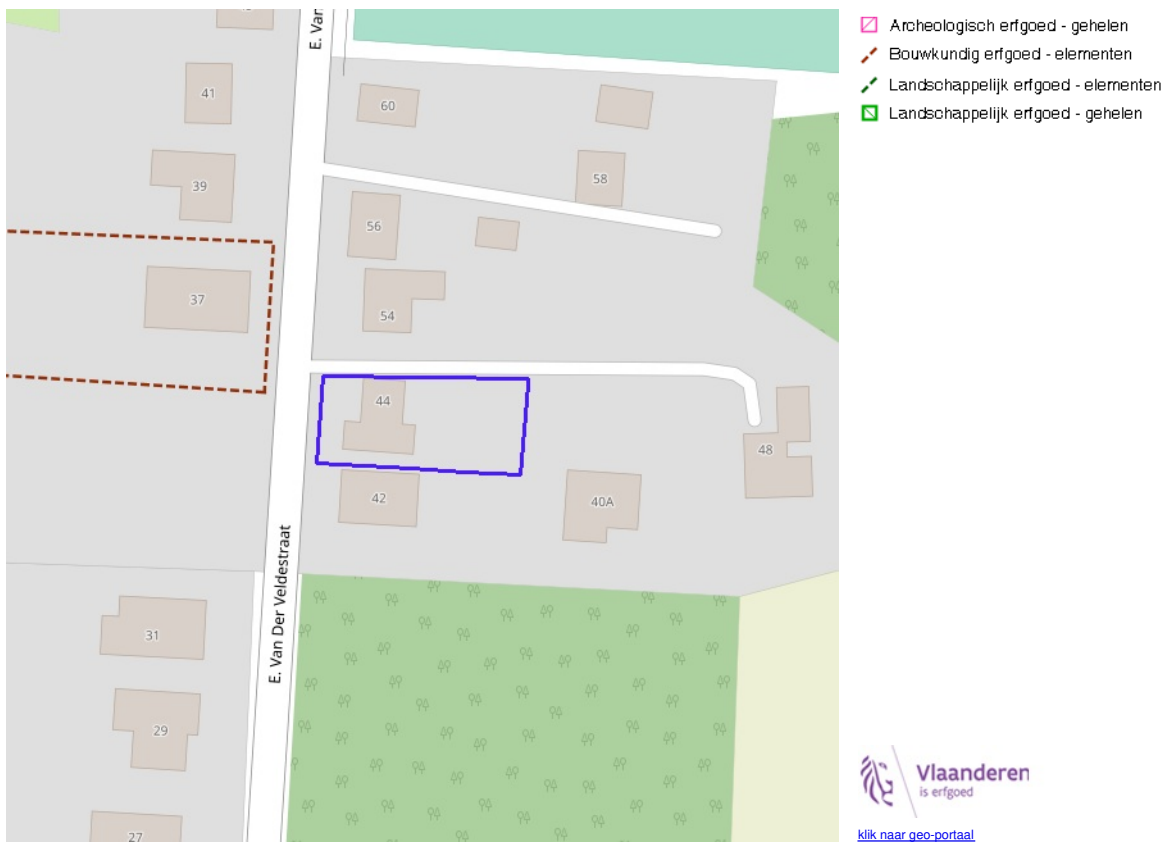 E. Van
41
60
39
58
56
37
54
44
48
42
40A
E. Van Der Veldestraat
31
29
27
Archeologisch erfgoed - gehelen
Bouwkundig erfgoed - elementen
Landschappelijk erfgoed - elementen
Landschappelijk erfgoed - gehelen
Vlaanderen
is erfgoed
klik naar geo-portaal